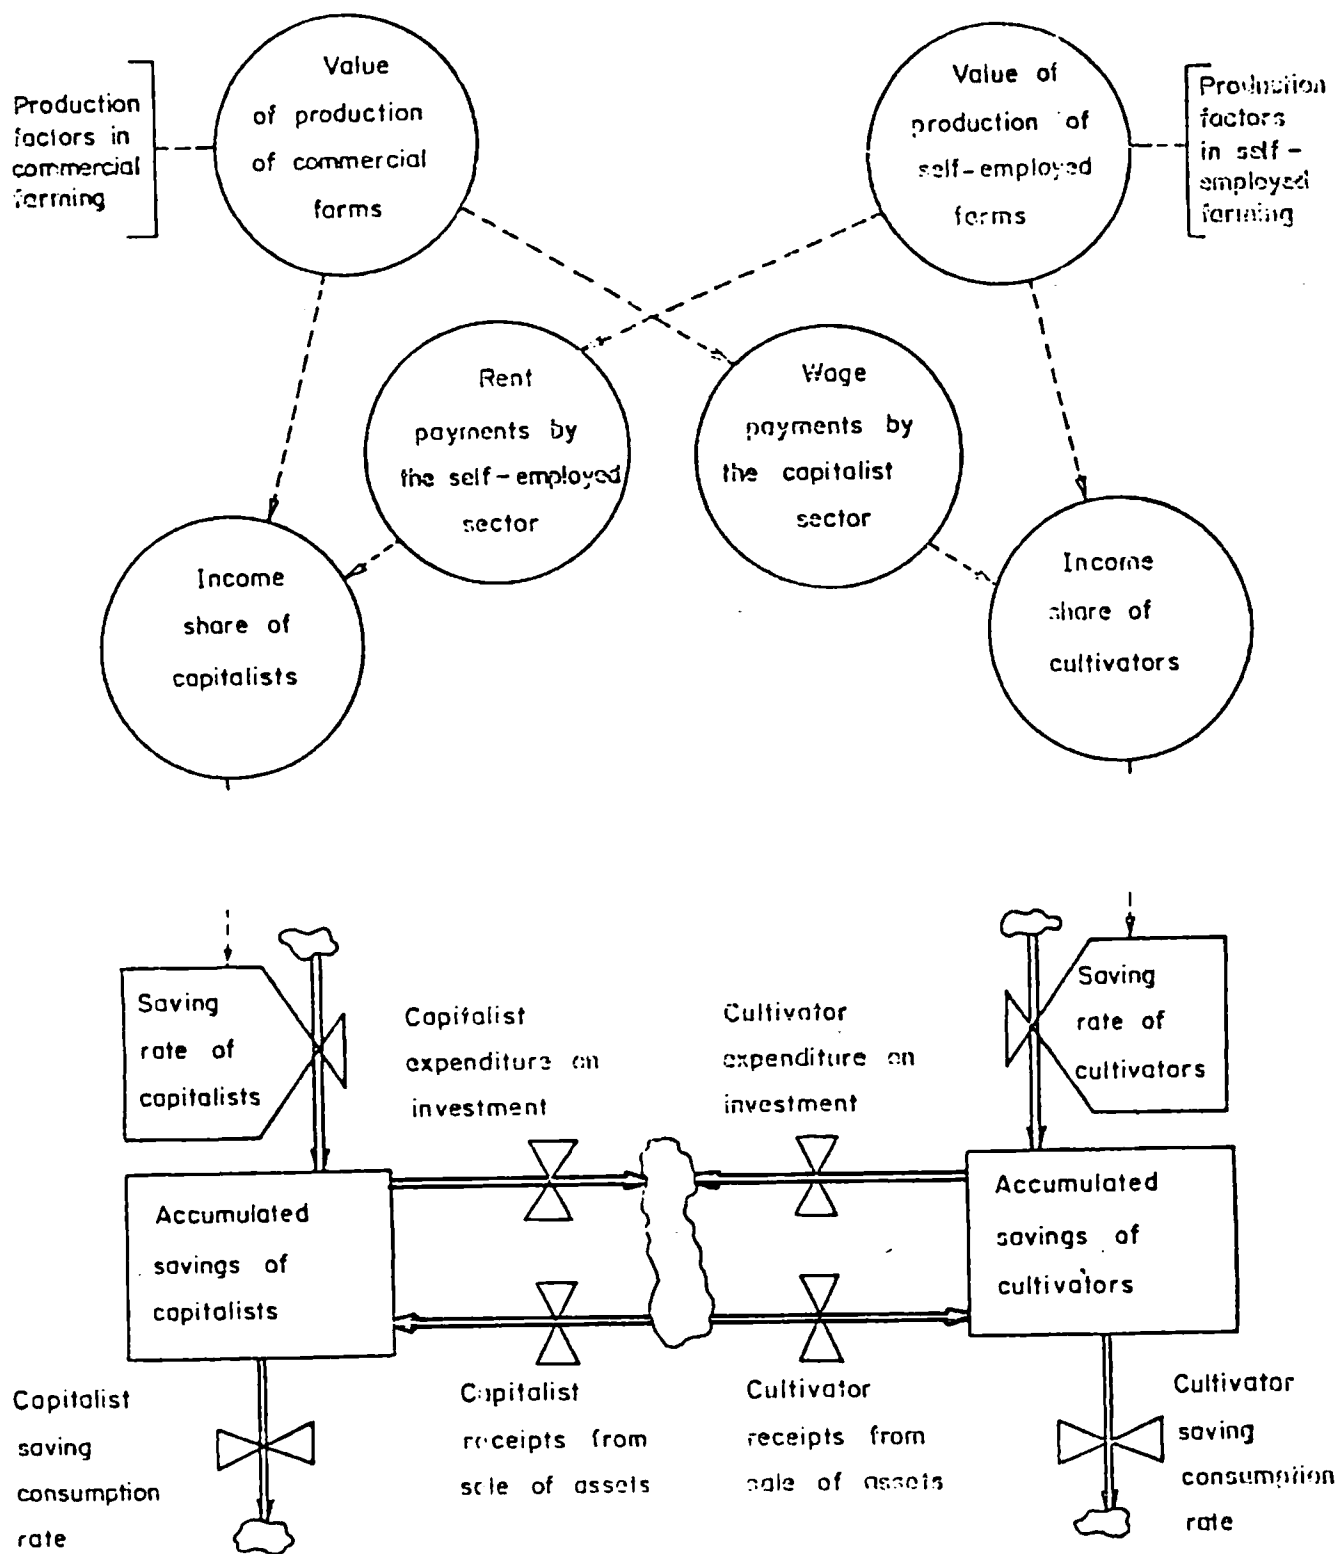 Production
factors in
commercial
farming
Value
of production
of commercial
farms
Value of
production of
self-employed
farms
Production
factors
in self-
employed
farming
Rent
payments by
the self-employed
sector
Wage
payments by
the capitalist
sector
Income
share of
capitalists
Income
share of
cultivators
Saving
rate of
capitalists
Capitalist
expenditure on
investment
Cultivator
expenditure on
investment
Saving
rate of
cultivators
Accumulated
savings of
capitalists
Accumulated
savings of
cultivators
Capitalist
saving
consumption
rate
Capitalist
receipts from
sale of assets
Cultivator
receipts from
sale of assets
Cultivator
saving
consumption
rate